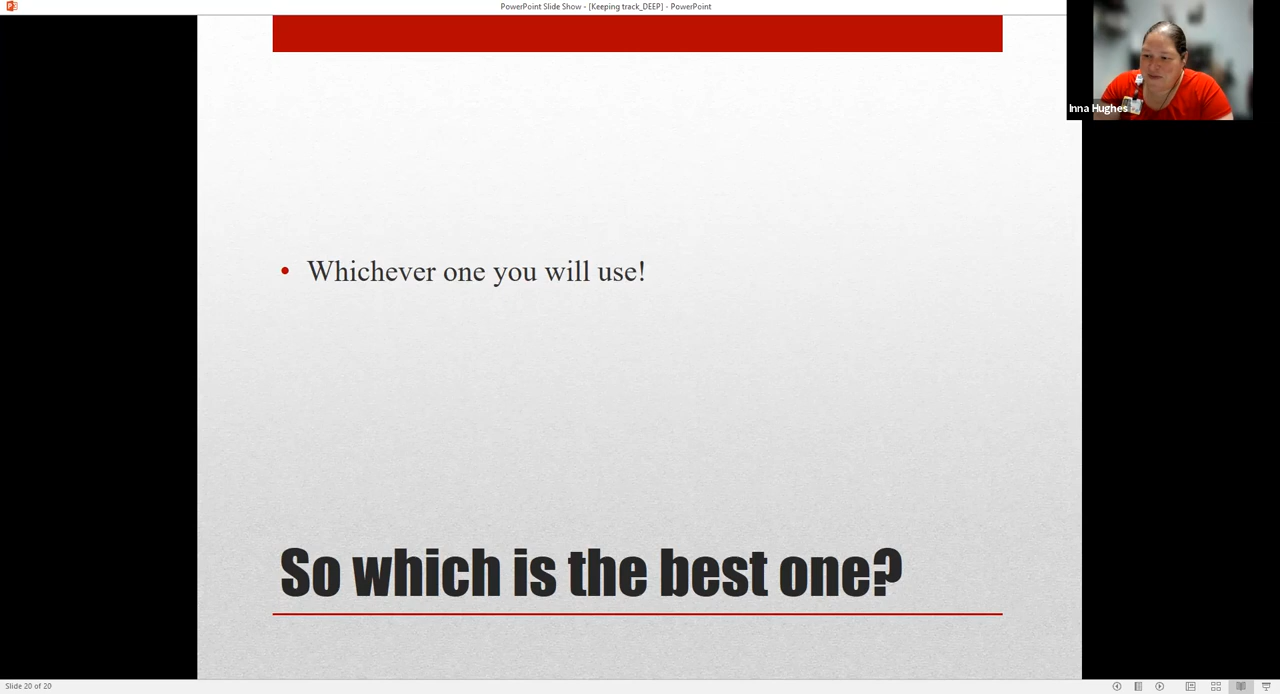 PowerPoint Slide Show - [Keeping track_DEEP] - PowerPoint
Inna Hughes
• Whichever one you will use!
So which is the best one?
Slide 20 of 20